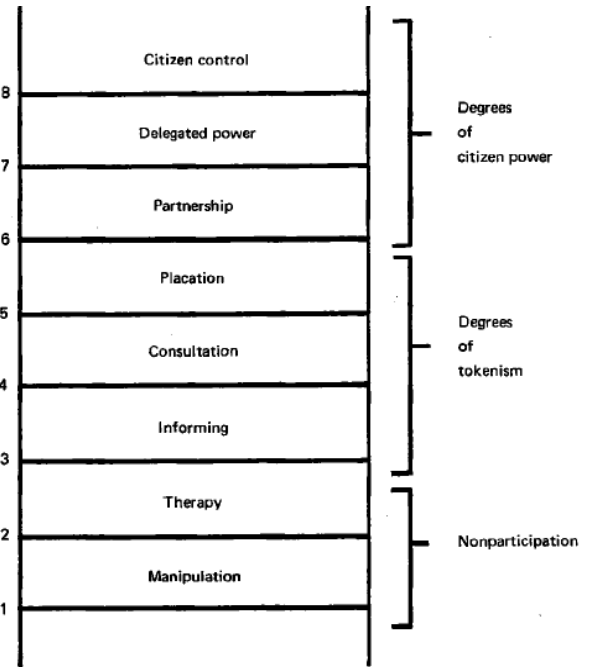 Citizen control
8
Delegated power
7
Partnership
6
Placation
5
Consultation
4
Informing
3
Therapy
2
Manipulation
1
Degrees
of
citizen power
Degrees
of
tokenism
Nonparticipation